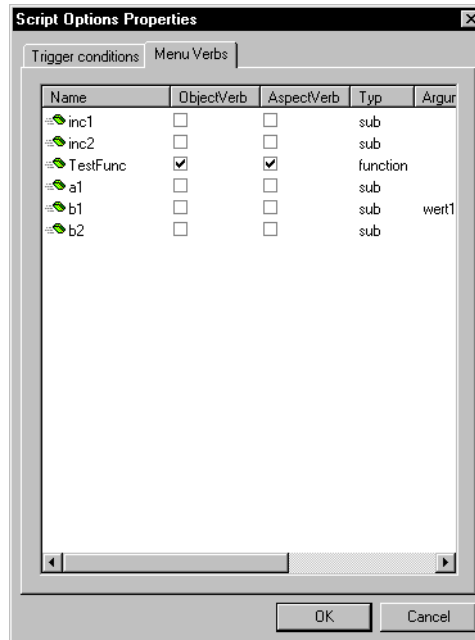 Script Options Properties
Trigger conditions Menu Verbs
Name ObjectVerb AspectVerb Typ Argur
inc1 sub
inc2 sub
TestFunc function
a1 sub
b1 sub wert1
b2 sub
OK Cancel